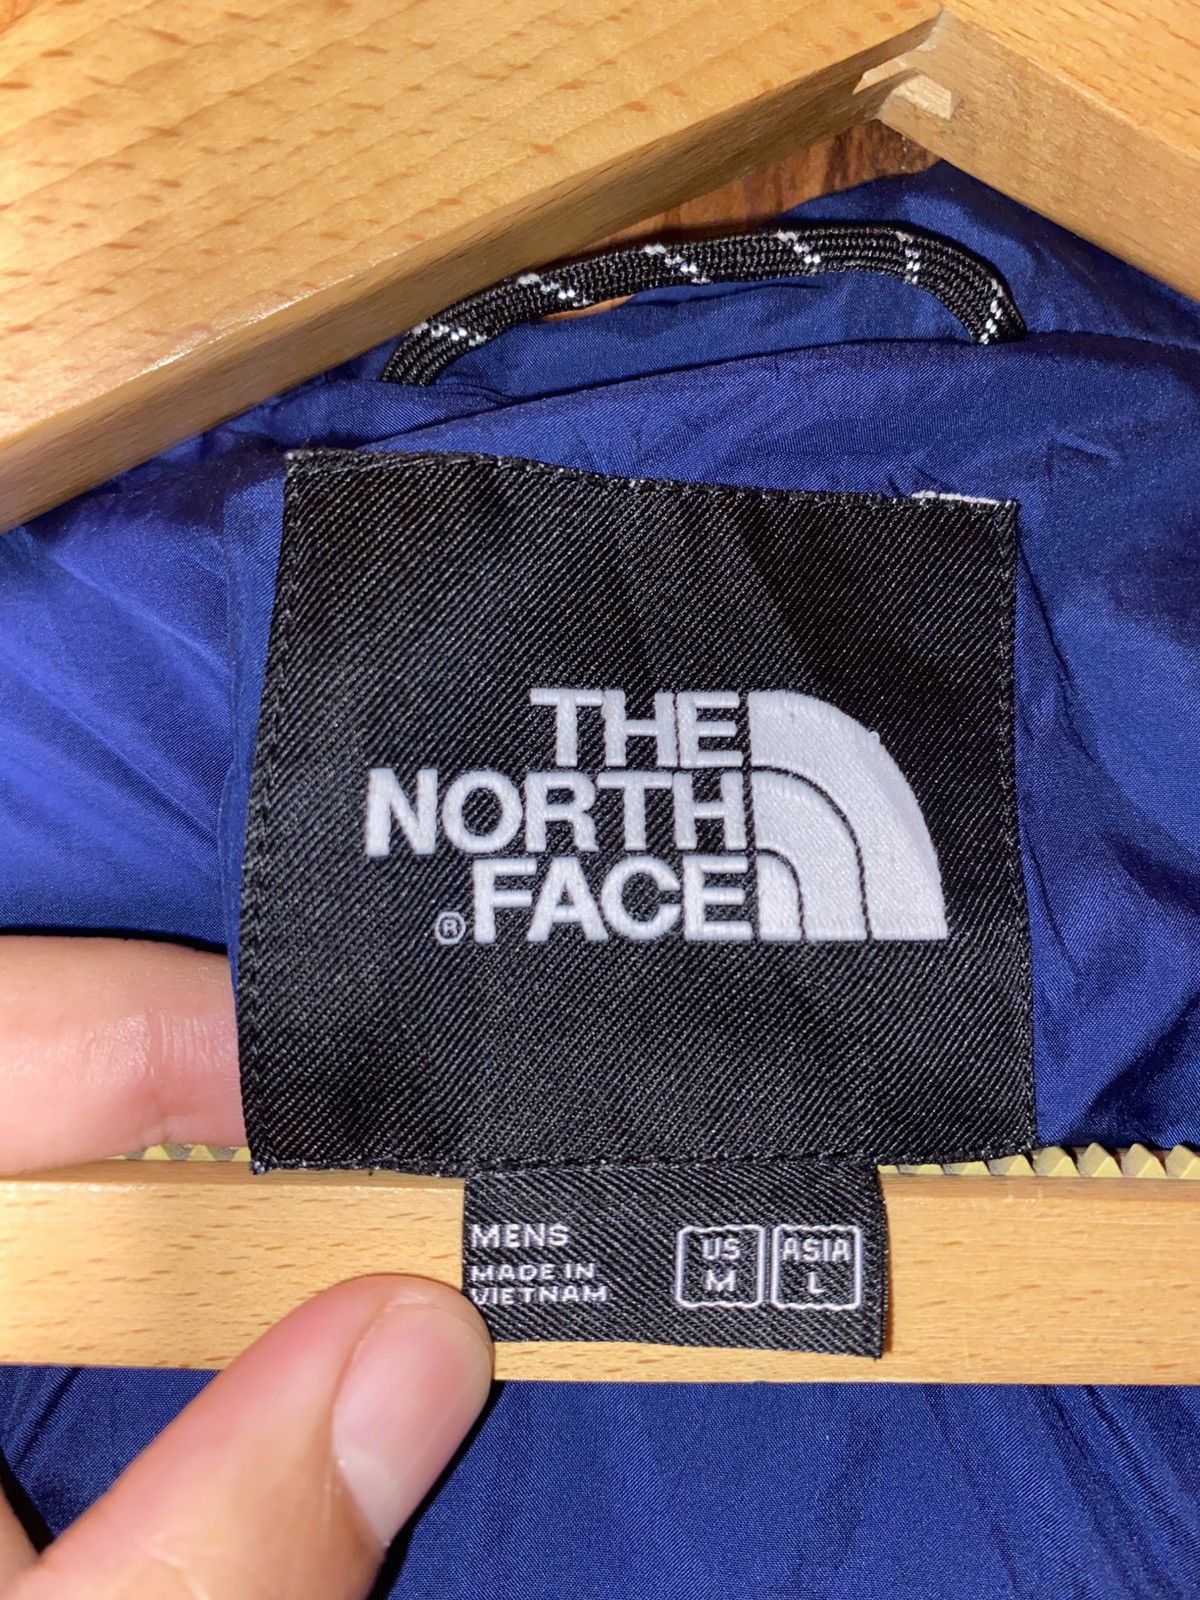 THE
NORTH
® FACE
MENS
MADE IN
VIETNAM
US
M
ASIA
L